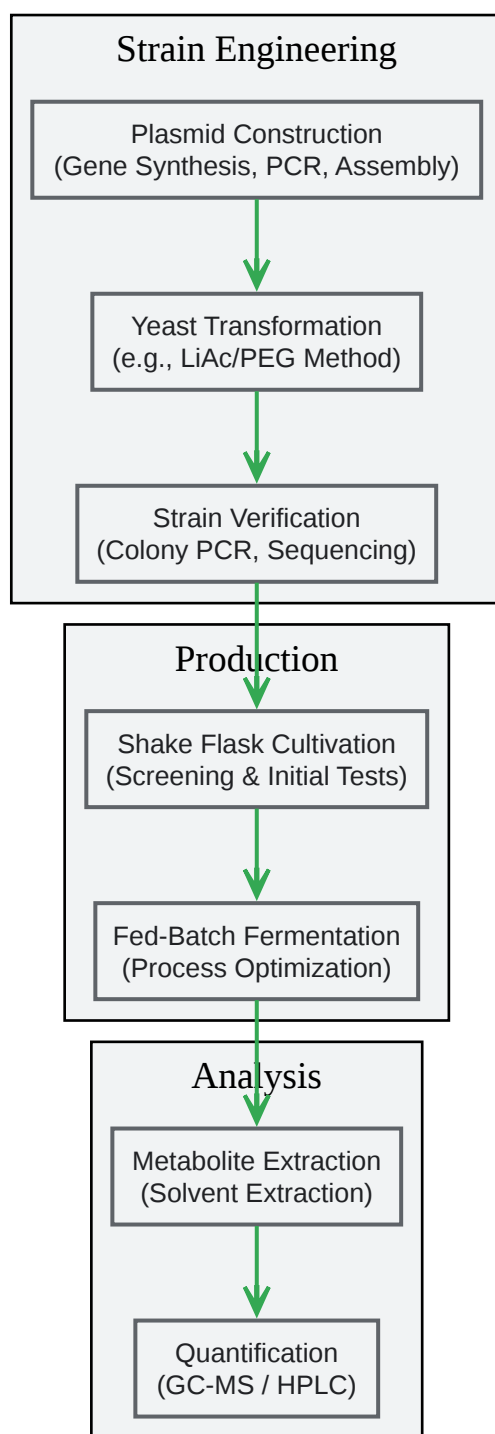 Strain Engineering
Plasmid Construction
(Gene Synthesis, PCR, Assembly)
Yeast Transformation
(e.g., LiAc/PEG Method)
Strain Verification
(Colony PCR, Sequencing)
Production
Shake Flask Cultivation
(Screening & Initial Tests)
Fed-Batch Fermentation
(Process Optimization)
Analysis
Metabolite Extraction
(Solvent Extraction)
Quantification
(GC-MS / HPLC)